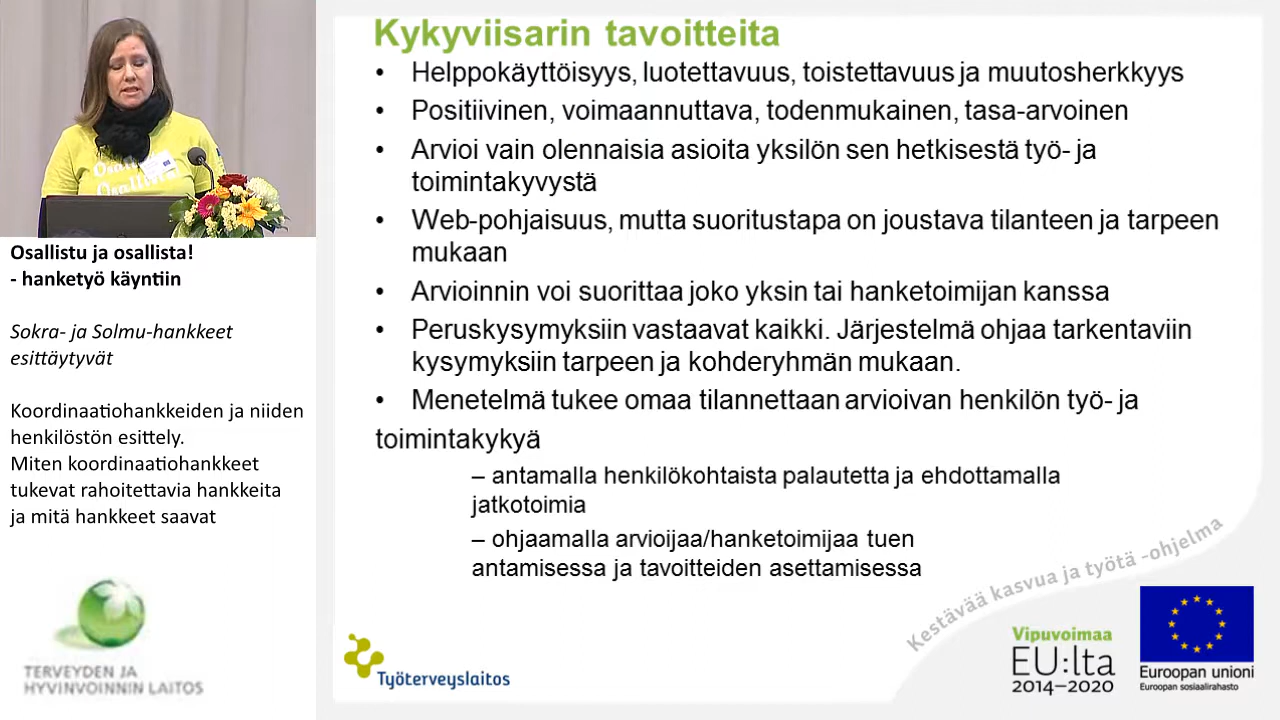 Osallistu ja osallista!
- hanketyö käyntiin
Sokra- ja Solmu-hankkeet
esittäytyvät
Koordinaatiohankkeiden ja niiden
henkilöstön esittely.
Miten koordinaatiohankkeet
tukevat rahoitettavia hankkeita
ja mitä hankkeet saavat
TERVEYDEN JA
HYVINVOINNIN LAITOS
Kykyviisarin tavoitteita
• Helppokäyttöisyys, luotettavuus, toistettavuus ja muutosherkkyys
• Positiivinen, voimaannuttava, todenmukainen, tasa-arvoinen
• Arvioi vain olennaisia asioita yksilön sen hetkisestä työ- ja
toimintakyvystä
• Web-pohjaisuus, mutta suoritustapa on joustava tilanteen ja tarpeen
mukaan
• Arvioinnin voi suorittaa joko yksin tai hanketoimijan kanssa
• Peruskysymyksiin vastaavat kaikki. Järjestelmä ohjaa tarkentaviin
kysymyksiin tarpeen ja kohderyhmän mukaan.
• Menetelmä tukee omaa tilannettaan arvioivan henkilön työ- ja
toimintakykyä
– antamalla henkilökohtaista palautetta ja ehdottamalla
jatkotoimia
– ohjaamalla arvioijaa/hanketoimijaa tuen
antamisessa ja tavoitteiden asettamisessa
Kestävää kasvua ja työtä -ohjelma
Työterveyslaitos
Vipuvoimaa
EU:lta
2014–2020
Euroopan unioni
Euroopan sosiaalirahasto